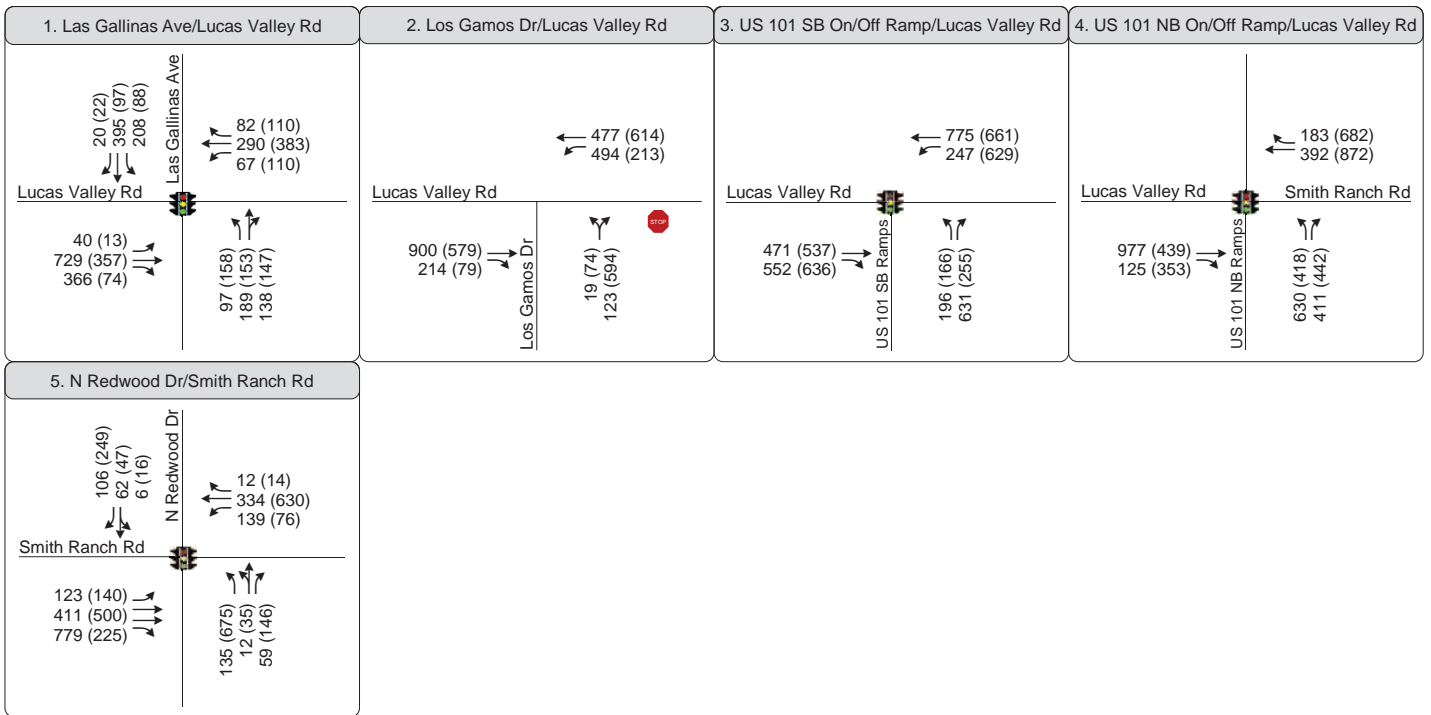 1. Las Gallinas Ave/Lucas Valley Rd
20 (22)
395 (97)
208 (88)
Las Gallinas Ave
82 (110)
290 (383)
67 (110)
Lucas Valley Rd
40 (13)
729 (357)
366 (74)
97 (158)
189 (153)
138 (147)
2. Los Gamos Dr/Lucas Valley Rd
477 (614)
494 (213)
Lucas Valley Rd
STOP
900 (579)
214 (79)
Los Gamos Dr
19 (74)
123 (594)
3. US 101 SB On/Off Ramp/Lucas Valley Rd
775 (661)
247 (629)
Lucas Valley Rd
471 (537)
552 (636)
US 101 SB Ramps
196 (166)
631 (255)
4. US 101 NB On/Off Ramp/Lucas Valley Rd
183 (682)
392 (872)
Lucas Valley Rd
Smith Ranch Rd
977 (439)
125 (353)
US 101 NB Ramps
630 (418)
411 (442)
5. N Redwood Dr/Smith Ranch Rd
106 (249)
62 (47)
6 (16)
N Redwood Dr
12 (14)
334 (630)
139 (76)
Smith Ranch Rd
123 (140)
411 (500)
779 (225)
135 (675)
12 (35)
59 (146)